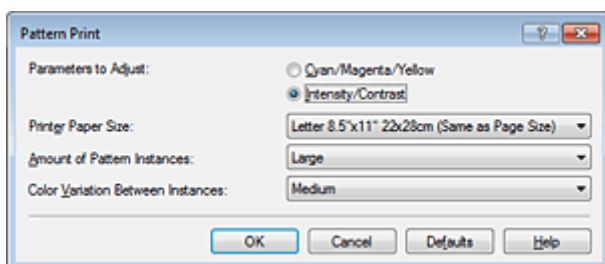 Pattern Print
Parameters to Adjust:
Cyan/Magenta/Yellow
Intensity/Contrast
Printer Paper Size: Letter 8.5"x11" 22x28cm (Same as Page Size)
Amount of Pattern Instances: Large
Color Variation Between Instances: Medium
OK Cancel Defaults Help